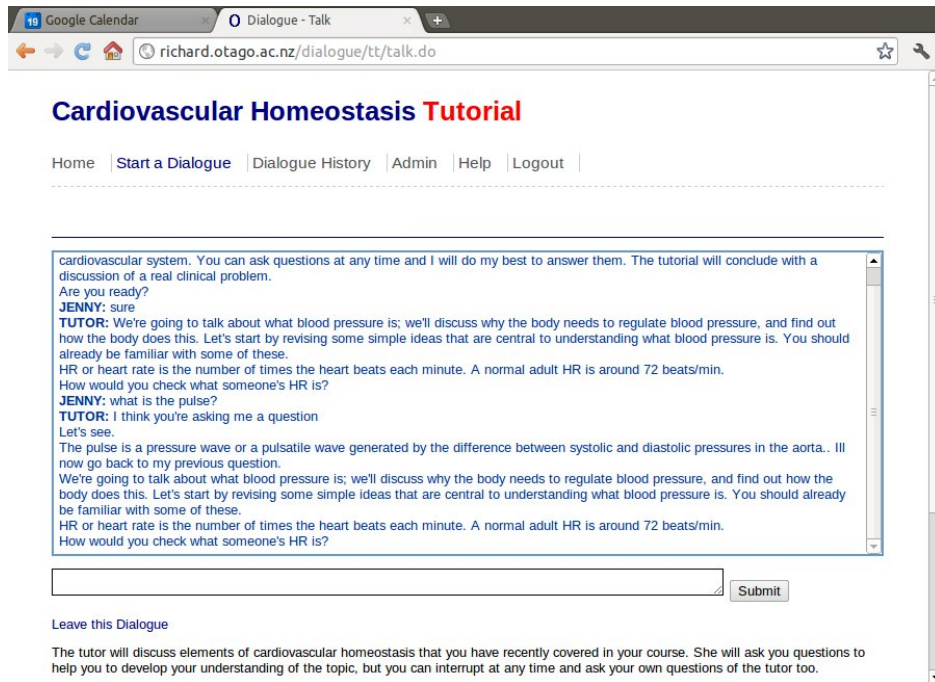 19 Google Calendar
Dialogue - Talk
richard.otago.ac.nz/dialogue/tt/talk.do
Cardiovascular Homeostasis Tutorial
Home Start a Dialogue Dialogue History Admin Help Logout
cardiovascular system. You can ask questions at any time and I will do my best to answer them. The tutorial will conclude with a
discussion of a real clinical problem.
Are you ready?
JENNY: sure
TUTOR: We're going to talk about what blood pressure is; we'll discuss why the body needs to regulate blood pressure, and find out
how the body does this. Let's start by revising some simple ideas that are central to understanding what blood pressure is. You should
already be familiar with some of these.
HR or heart rate is the number of times the heart beats each minute. A normal adult HR is around 72 beats/min.
How would you check what someone's HR is?
JENNY: what is the pulse?
TUTOR: I think you're asking me a question
Let's see.
The pulse is a pressure wave or a pulsatile wave generated by the difference between systolic and diastolic pressures in the aorta.. Ill
now go back to my previous question.
We're going to talk about what blood pressure is; we'll discuss why the body needs to regulate blood pressure, and find out how the
body does this. Let's start by revising some simple ideas that are central to understanding what blood pressure is. You should already
be familiar with some of these.
HR or heart rate is the number of times the heart beats each minute. A normal adult HR is around 72 beats/min.
How would you check what someone's HR is?
Submit
Leave this Dialogue
The tutor will discuss elements of cardiovascular homeostasis that you have recently covered in your course. She will ask you questions to
help you to develop your understanding of the topic, but you can interrupt at any time and ask your own questions of the tutor too.